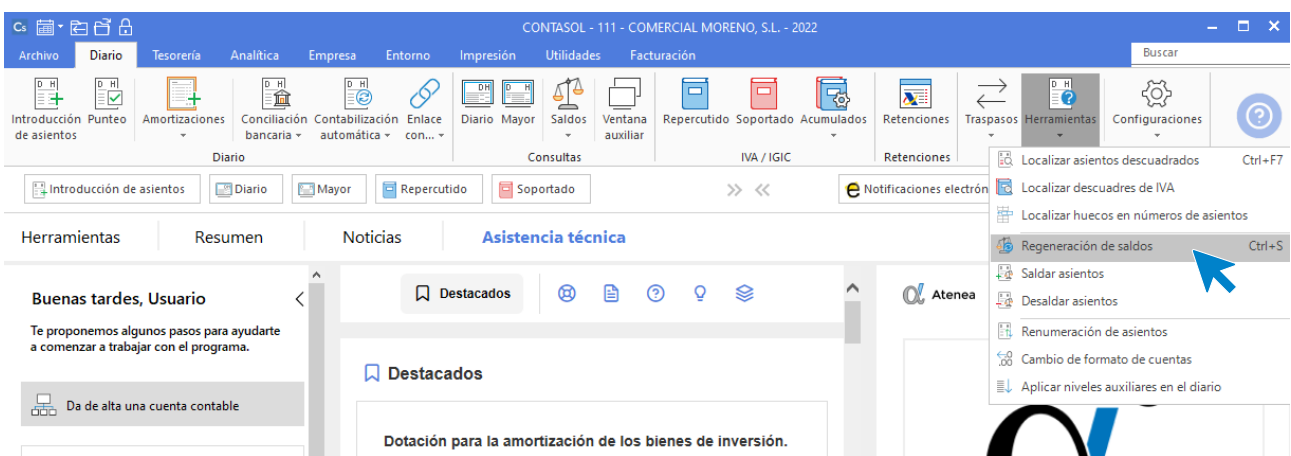 Cs
CONTASOL - 111 - COMERCIAL MORENO, S.L. - 2022
Archivo Diario Tesorería Analítica Empresa Entorno Impresión Utilidades Facturación Buscar
Introducción de asientos
Punteo
Amortizaciones
Conciliación bancaria
Contabilización automática
Enlace con...
Diario
Mayor
Saldos
Ventana auxiliar
Repercutido
Soportado
Acumulados
Retenciones
Traspasos
Herramientas
Configuraciones
Diario
Consultas
IVA / IGIC
Retenciones
Introducción de asientos Diario Mayor Repercutido Soportado Notificaciones electrón
Localizar asientos descuadrados Ctrl+F7
Localizar descuadres de IVA
Localizar huecos en números de asientos
Regeneración de saldos Ctrl+S
Saldar asientos
Desaldar asientos
Renumeración de asientos
Cambio de formato de cuentas
Aplicar niveles auxiliares en el diario
Herramientas Resumen Noticias Asistencia técnica
Buenas tardes, Usuario
Te proponemos algunos pasos para ayudarte
a comenzar a trabajar con el programa.
Da de alta una cuenta contable
Destacados
Destacados
Dotación para la amortización de los bienes de inversión.
Atenea